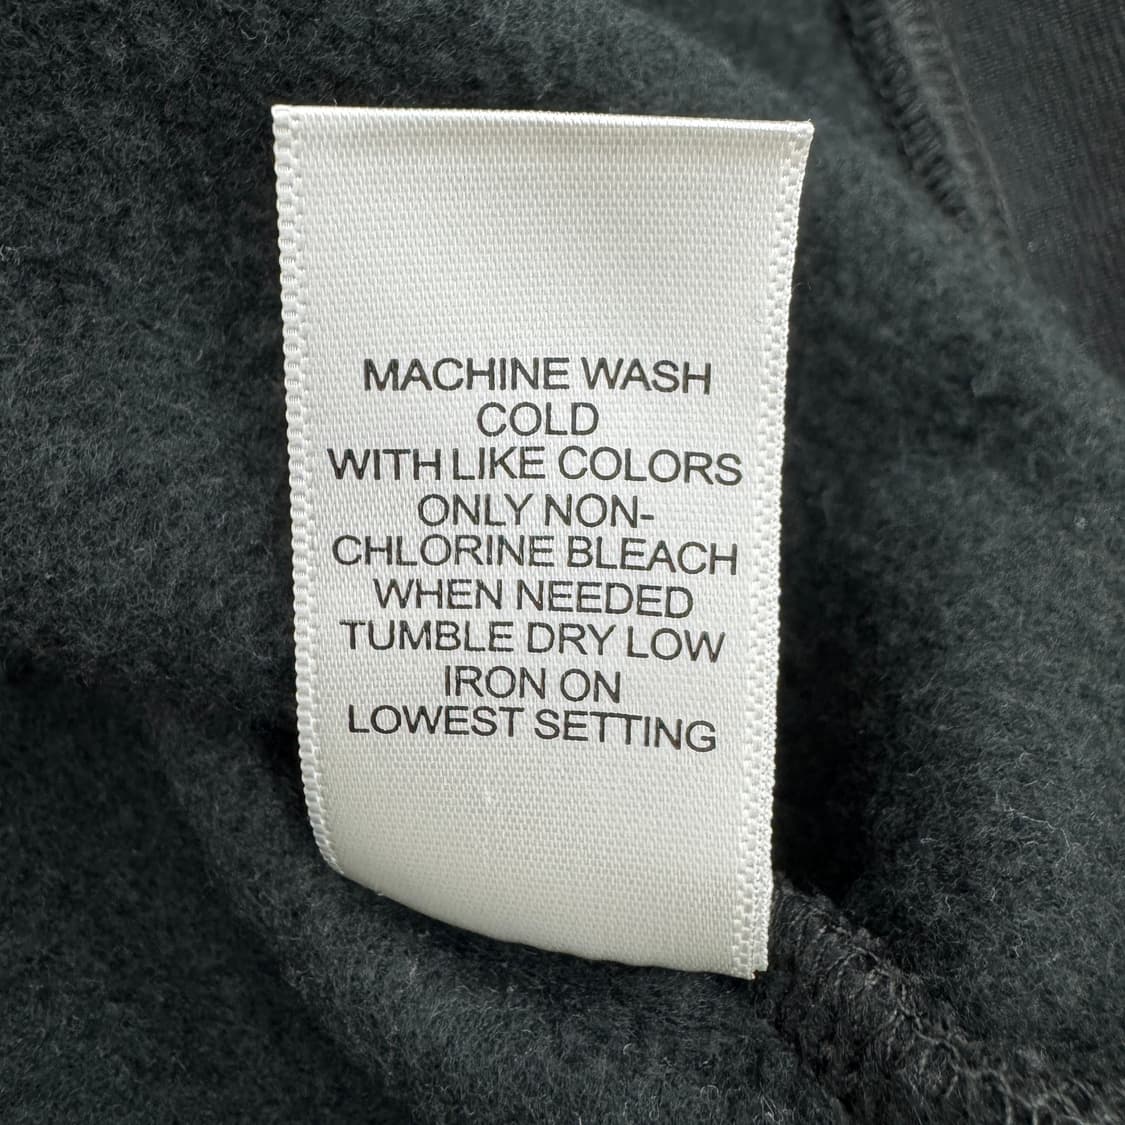 MACHINE WASH
COLD
WITH LIKE COLORS
ONLY NON-
CHLORINE BLEACH
WHEN NEEDED
TUMBLE DRY LOW
IRON ON
LOWEST SETTING